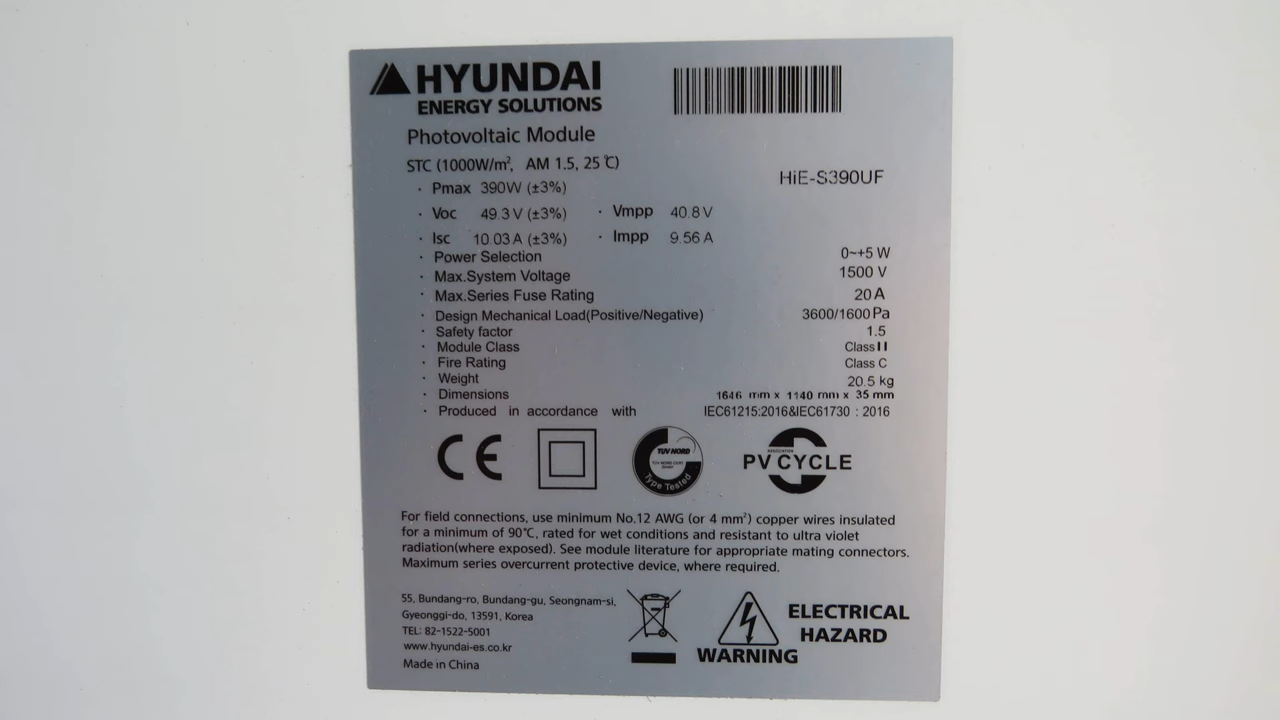 HYUNDAI
ENERGY SOLUTIONS
Photovoltaic Module
STC (1000W/m², AM 1.5, 25℃)
HiE-S390UF
· Pmax 390W (±3%)
· Voc 49.3 V (±3%) · Vmpp 40.8 V
· Isc 10.03 A (±3%) · Impp 9.56 A
· Power Selection 0~+5 W
· Max.System Voltage 1500 V
· Max.Series Fuse Rating 20 A
· Design Mechanical Load(Positive/Negative) 3600/1600 Pa
· Safety factor 1.5
· Module Class Class II
· Fire Rating Class C
· Weight 20.5 kg
· Dimensions 1646 mm x 1140 mm x 35 mm
· Produced in accordance with IEC61215:2016&IEC61730 : 2016
CE
TUV NORD
TUV NORD CERT
GmbH
Type Tested
ASSOCIATION
PV CYCLE
For field connections, use minimum No.12 AWG (or 4 mm²) copper wires insulated
for a minimum of 90℃, rated for wet conditions and resistant to ultra violet
radiation(where exposed). See module literature for appropriate mating connectors.
Maximum series overcurrent protective device, where required.
55, Bundang-ro, Bundang-gu, Seongnam-si,
Gyeonggi-do, 13591, Korea
TEL: 82-1522-5001
www.hyundai-es.co.kr
Made in China
WARNING
ELECTRICAL
HAZARD